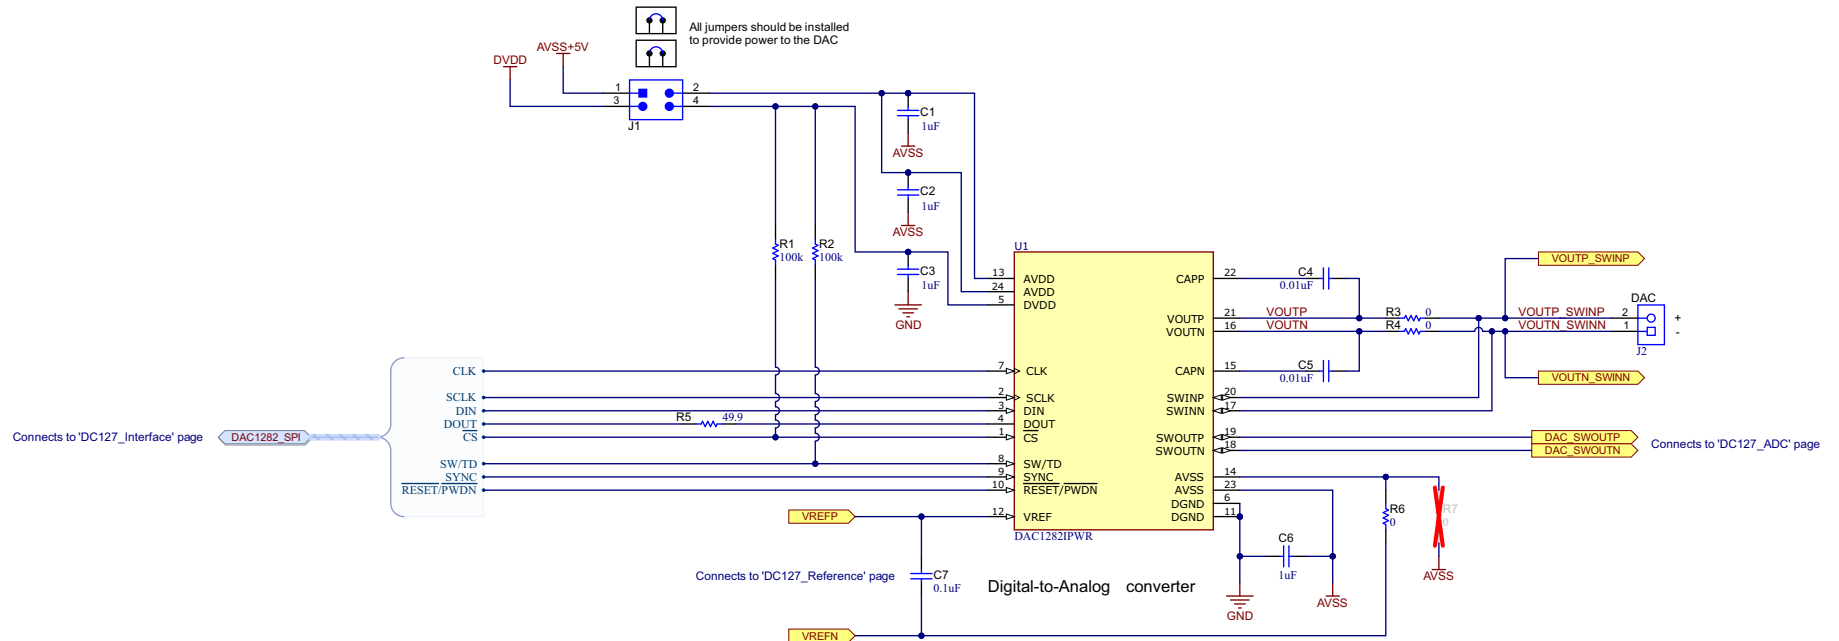 All jumpers should be installed
to provide power to the DAC
AVSS+5V
DVDD
1
2
3
4
J1
C1
1uF
AVSS
C2
1uF
AVSS
R1
100k
R2
100k
C3
1uF
GND
U1
13
AVDD
24
AVDD
5
DVDD
7
CLK
2
SCLK
3
DIN
4
DOUT
1
CS
8
SW/TD
9
SYNC
10
RESET/PWDN
12
VREF
DAC1282IPWR
CAPP
22
VOUTP
21
VOUTN
16
CAPN
15
SWINP
20
SWINN
17
SWOUTP
19
SWOUTN
18
AVSS
14
AVSS
23
DGND
6
DGND
11
C4
0.01uF
VOUTP
VOUTN
R3
0
R4
0
C5
0.01uF
VOUTP_SWINP
VOUTP_SWINP
VOUTN_SWINN
VOUTN_SWINN
DAC
2
1
+
-
J2
DAC_SWOUTP
DAC_SWOUTN
Connects to 'DC127_ADC' page
CLK
SCLK
DIN
DOUT
CS
SW/TD
SYNC
RESET/PWDN
R5
49.9
Connects to 'DC127_Interface' page
DAC1282_SPI
VREFP
Connects to 'DC127_Reference' page
C7
0.1uF
VREFN
Digital-to-Analog converter
C6
1uF
GND
AVSS
R6
0
R7
0
AVSS